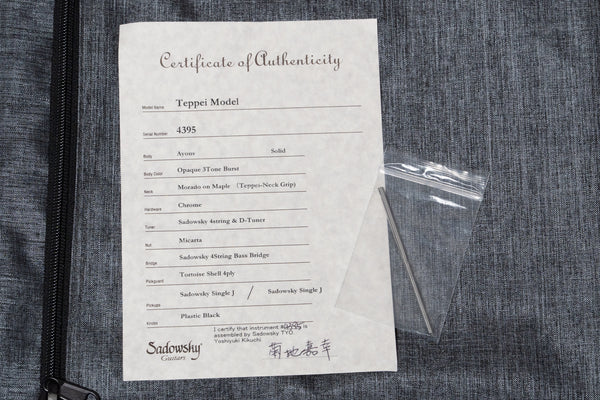 Certificate of Authenticity
Model Name Teppei Model
Serial Number 4395
Body Ayous Solid
Body Color Opaque 3Tone Burst
Neck Morado on Maple (Teppei-Neck Grip)
Hardware Chrome
Tuner Sadowsky 4string & D-Tuner
Nut Micarta
Bridge Sadowsky 4String Bass Bridge
Pickguard Tortoise Shell 4ply
Pickups Sadowsky Single J / Sadowsky Single J
Knobs Plastic Black
I certify that instrument #4395 is
assembled by Sadowsky TYO
Yoshiyuki Kikuchi
Sadowsky
Guitars
菊地嘉幸